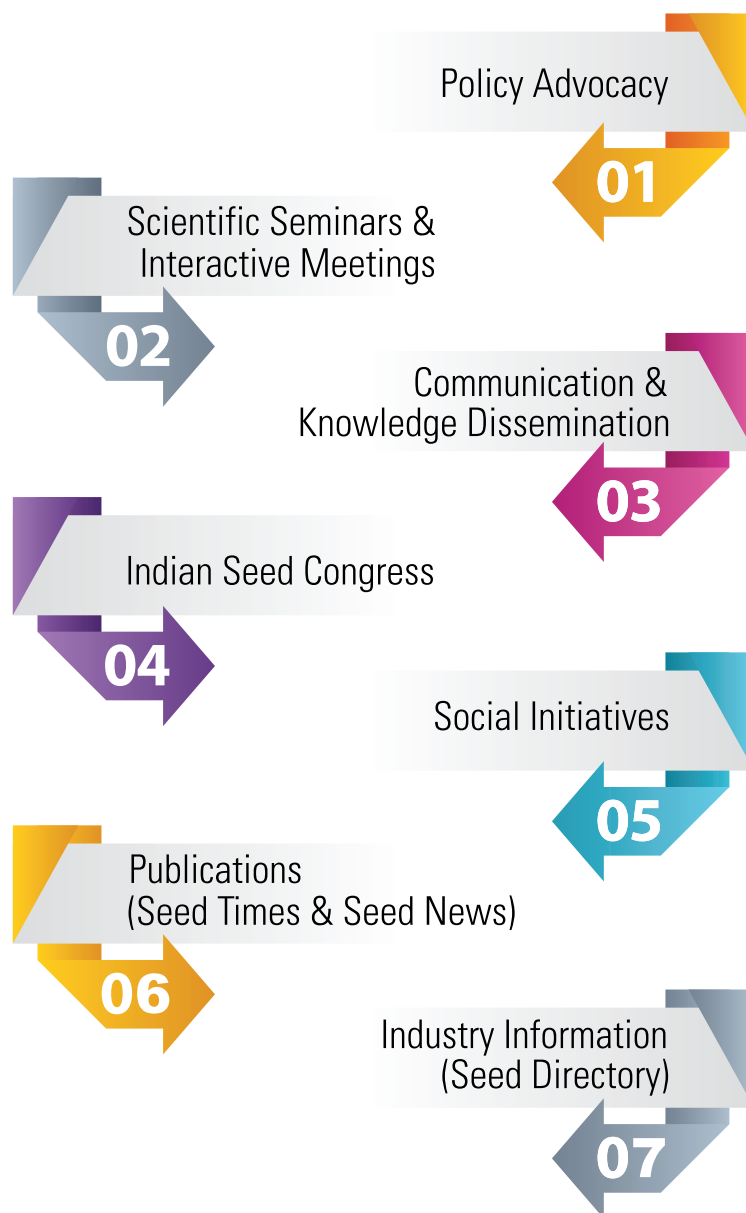 Policy Advocacy
01
Scientific Seminars &
Interactive Meetings
02
Communication &
Knowledge Dissemination
03
Indian Seed Congress
04
Social Initiatives
05
Publications
(Seed Times & Seed News)
06
Industry Information
(Seed Directory)
07